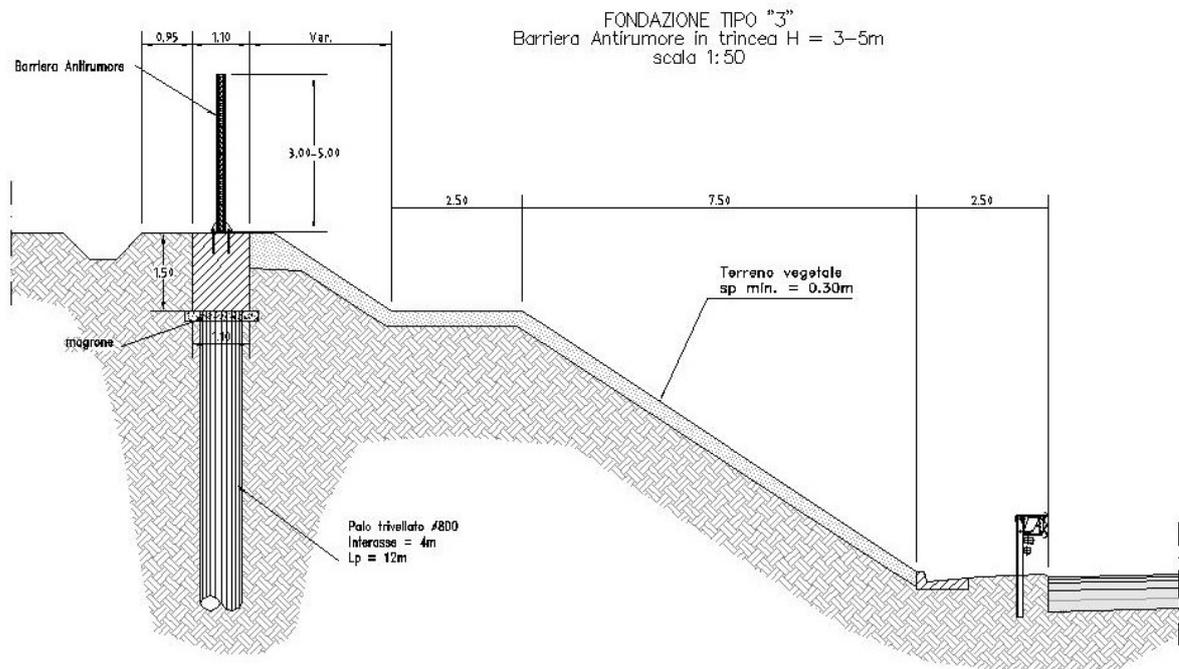 FONDAZIONE TIPO "3"
Barriera Antirumore in trincea H = 3-5m
scala 1:50
0.95
1.10
Var.
Barriera Antirumore
3.00-5.00
2.50
7.50
2.50
1.50
Terreno vegetale
sp min. = 0.30m
magrone
1.10
Palo trivellato ø800
Interasse = 4m
Lp = 12m